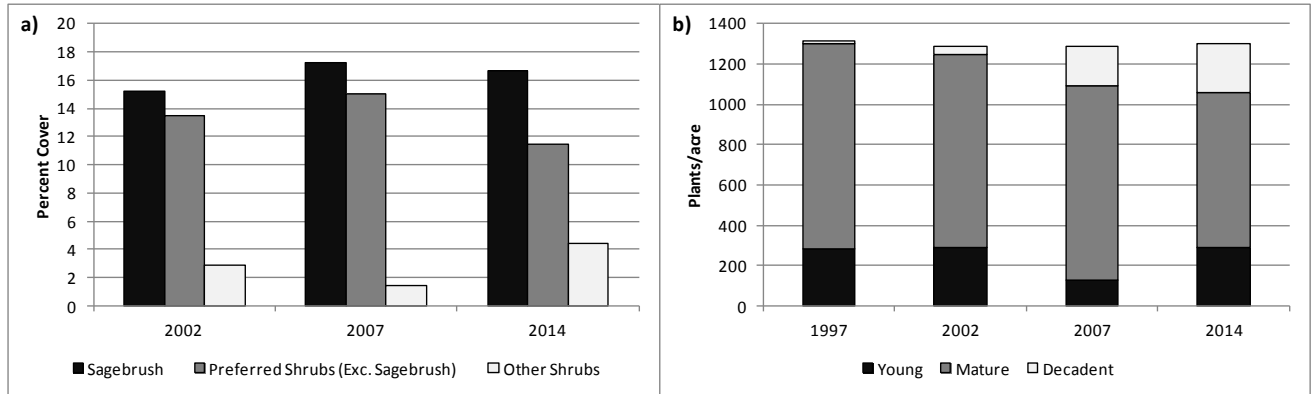 a)
Percent Cover
20
18
16
14
12
10
8
6
4
2
0
2002 2007 2014
Sagebrush Preferred Shrubs (Exc. Sagebrush) Other Shrubs
b)
Plants/acre
1400
1200
1000
800
600
400
200
0
1997 2002 2007 2014
Young Mature Decadent